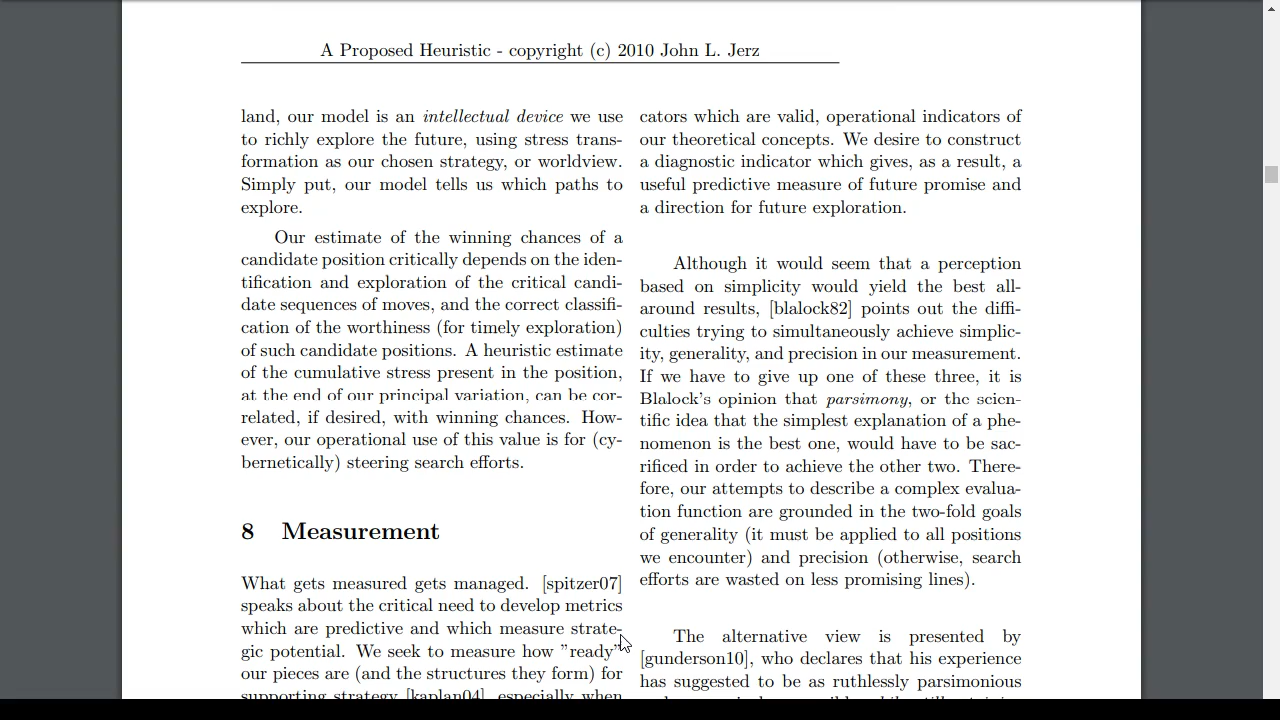 A Proposed Heuristic - copyright (c) 2010 John L. Jerz
land, our model is an intellectual device we use
to richly explore the future, using stress trans-
formation as our chosen strategy, or worldview.
Simply put, our model tells us which paths to
explore.
Our estimate of the winning chances of a
candidate position critically depends on the iden-
tification and exploration of the critical candi-
date sequences of moves, and the correct classifi-
cation of the worthiness (for timely exploration)
of such candidate positions. A heuristic estimate
of the cumulative stress present in the position,
at the end of our principal variation, can be cor-
related, if desired, with winning chances. How-
ever, our operational use of this value is for (cy-
bernetically) steering search efforts.
8 Measurement
What gets measured gets managed. [spitzer07]
speaks about the critical need to develop metrics
which are predictive and which measure strate-
gic potential. We seek to measure how "ready"
our pieces are (and the structures they form) for
supporting strategy [kaplan04], especially when
cators which are valid, operational indicators of
our theoretical concepts. We desire to construct
a diagnostic indicator which gives, as a result, a
useful predictive measure of future promise and
a direction for future exploration.
Although it would seem that a perception
based on simplicity would yield the best all-
around results, [blalock82] points out the diffi-
culties trying to simultaneously achieve simplic-
ity, generality, and precision in our measurement.
If we have to give up one of these three, it is
Blalock's opinion that parsimony, or the scien-
tific idea that the simplest explanation of a phe-
nomenon is the best one, would have to be sac-
rificed in order to achieve the other two. There-
fore, our attempts to describe a complex evalua-
tion function are grounded in the two-fold goals
of generality (it must be applied to all positions
we encounter) and precision (otherwise, search
efforts are wasted on less promising lines).
The alternative view is presented by
[gunderson10], who declares that his experience
has suggested to be as ruthlessly parsimonious